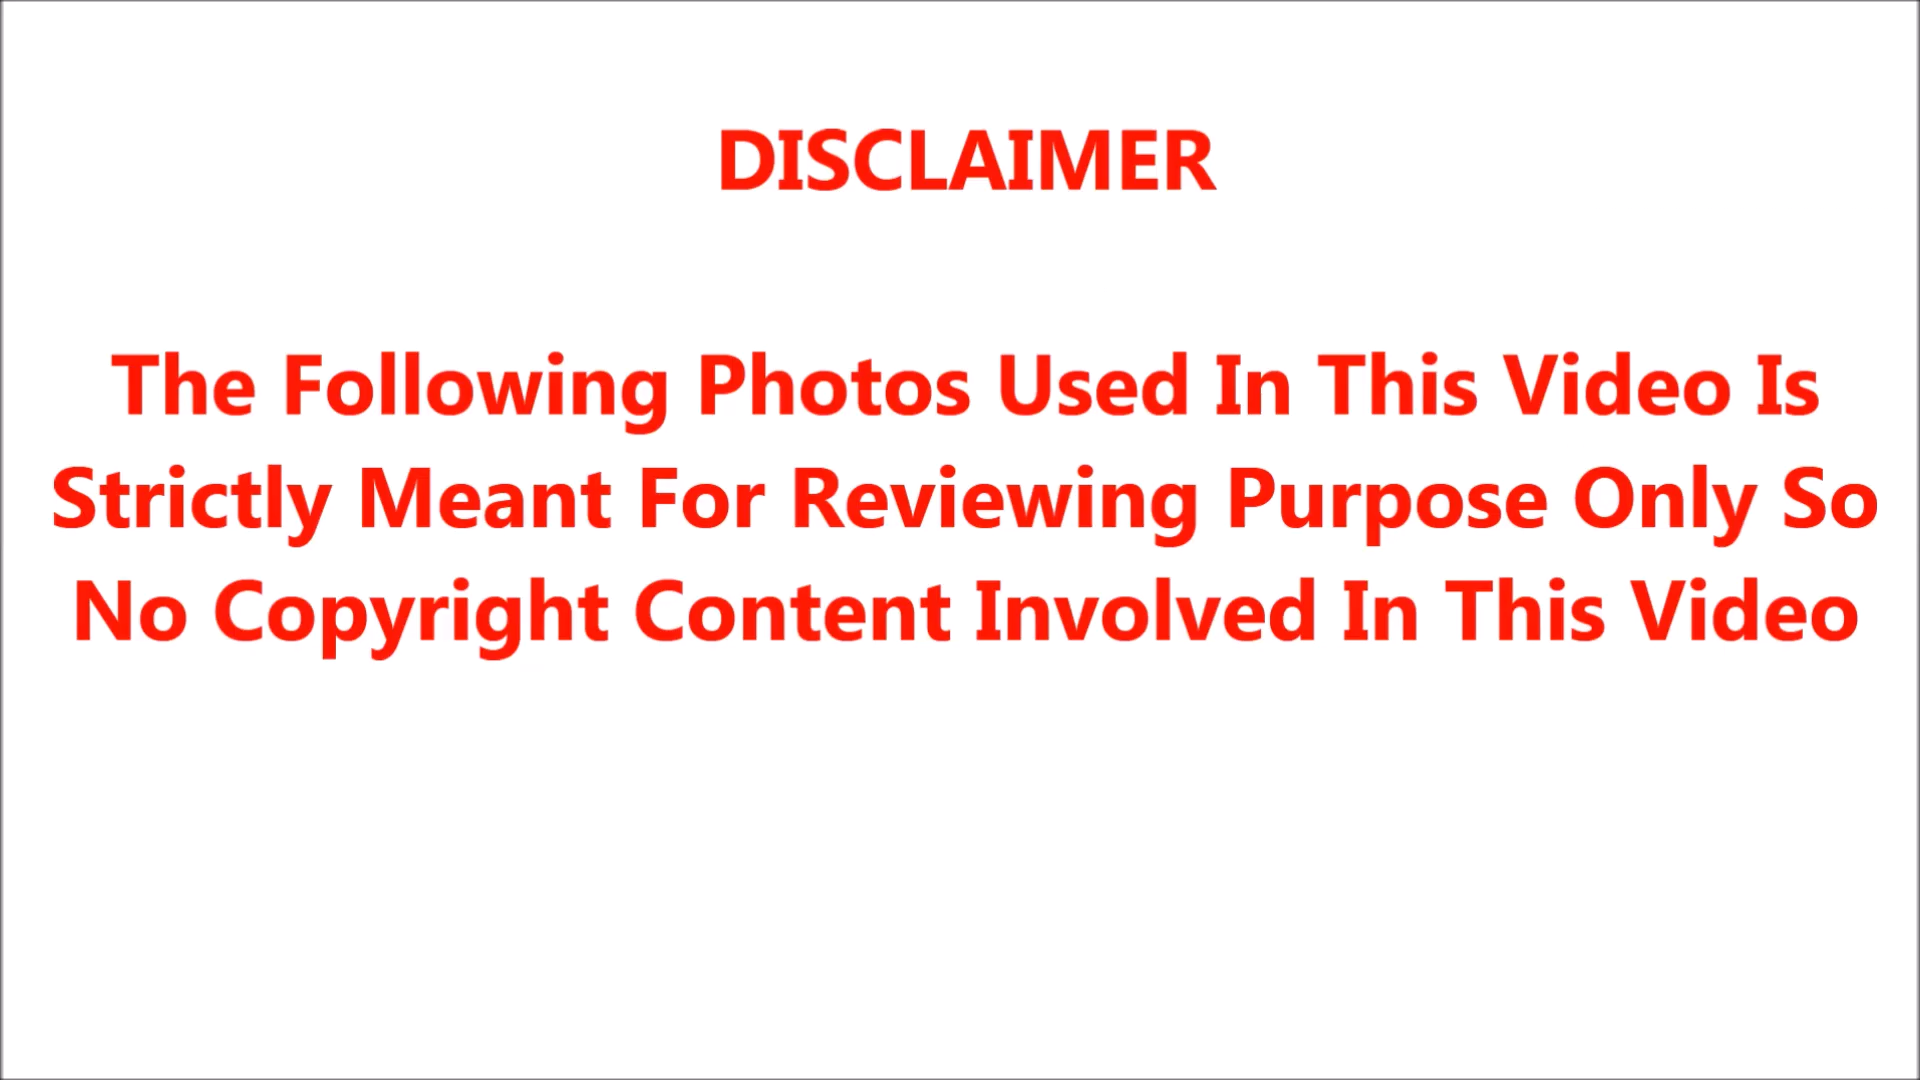 DISCLAIMER
The Following Photos Used In This Video Is
Strictly Meant For Reviewing Purpose Only So
No Copyright Content Involved In This Video